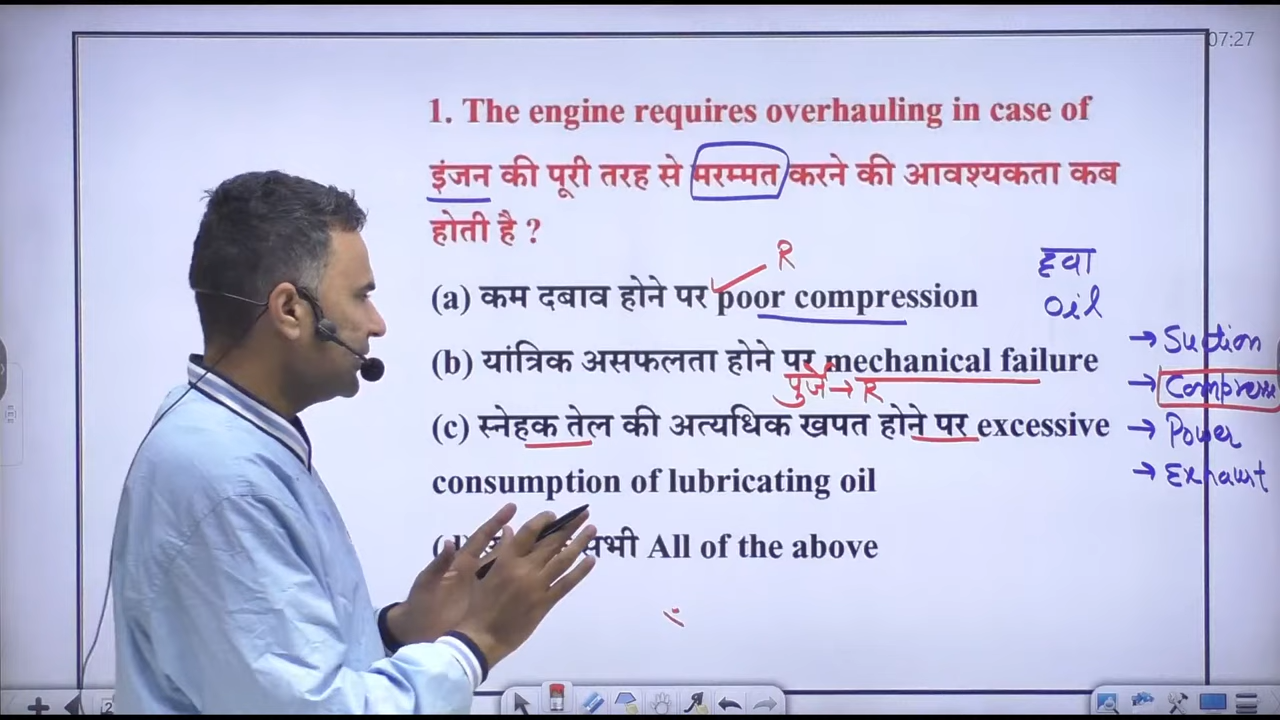 07:27
1. The engine requires overhauling in case of
इंजन की पूरी तरह से मरम्मत करने की आवश्यकता कब
होती है ?
R
हवा
(a) कम दबाव होने पर poor compression
Oil
→ Suction
(b) यांत्रिक असफलता होने पर mechanical failure
पुर्जे → R
→ Compress
(c) स्नेहक तेल की अत्यधिक खपत होने पर excessive
→ Power
consumption of lubricating oil
→ Exhaust
सभी All of the above